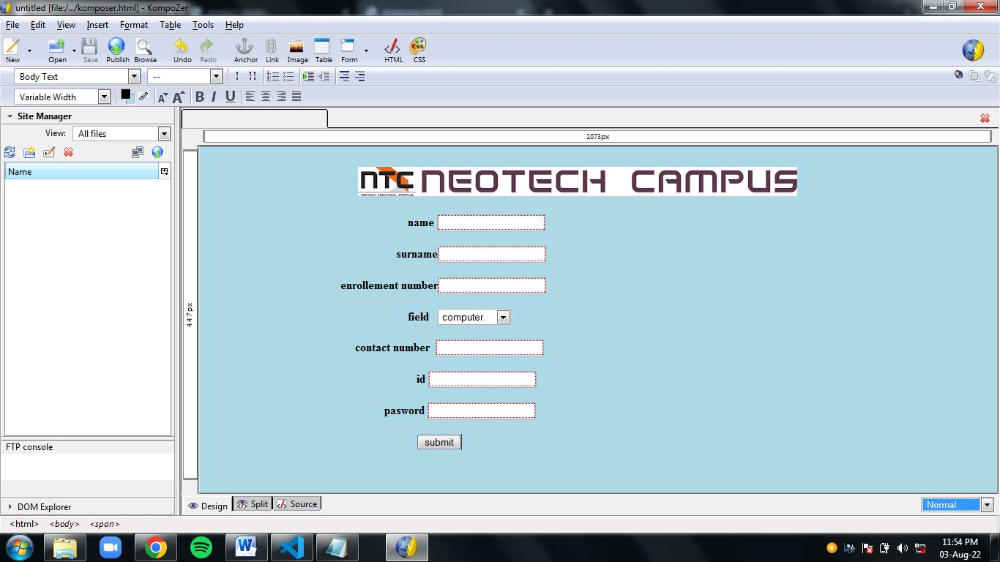 untitled [file:/.../komposer.html] - KompoZer
File Edit View Insert Format Table Tools Help
New Open Save Publish Browse Undo Redo Anchor Link Image Table Form HTML CSS
Body Text -- ! !!
Variable Width A A B I U
Site Manager
View: All files
1073px
Name
NTC NEOTECH CAMPUS
NEOTECH TECHNICAL CAMPUS
name
surname
enrollement number
447px
field computer
contact number
id
pasword
submit
FTP console
DOM Explorer
Design Split Source Normal
<html> <body> <span>
11:54 PM
03-Aug-22